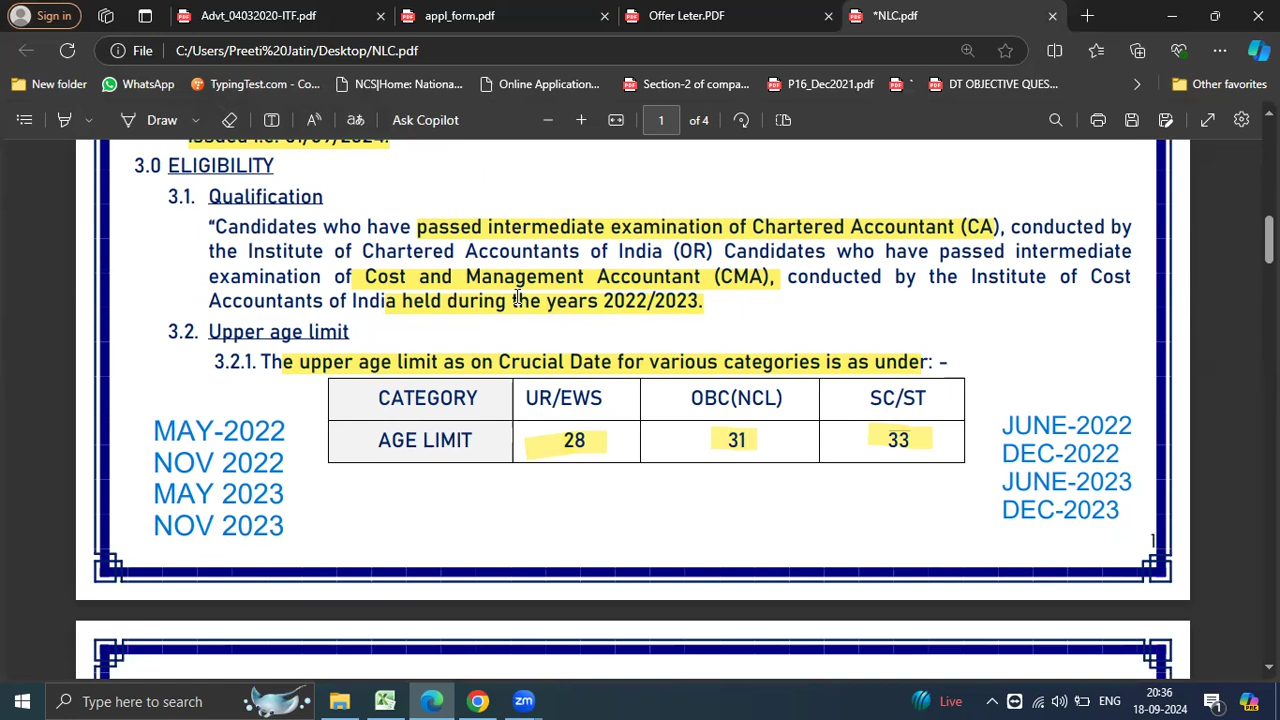 Sign in
Advt_04032020-ITF.pdf
appl_form.pdf
Offer Leter.PDF
*NLC.pdf
File
C:/Users/Preeti%20Jatin/Desktop/NLC.pdf
New folder
WhatsApp
TypingTest.com - Co...
NCS|Home: Nationa...
Online Application...
Section-2 of compa...
P16_Dec2021.pdf
DT OBJECTIVE QUES...
Other favorites
Draw
Ask Copilot
1 of 4
issued i.e. 01/07/2024.
3.0 ELIGIBILITY
3.1. Qualification
“Candidates who have passed intermediate examination of Chartered Accountant (CA), conducted by
the Institute of Chartered Accountants of India (OR) Candidates who have passed intermediate
examination of Cost and Management Accountant (CMA), conducted by the Institute of Cost
Accountants of India held during the years 2022/2023.
3.2. Upper age limit
3.2.1. The upper age limit as on Crucial Date for various categories is as under: -
CATEGORY UR/EWS OBC(NCL) SC/ST
AGE LIMIT 28 31 33
MAY-2022
NOV 2022
MAY 2023
NOV 2023
JUNE-2022
DEC-2022
JUNE-2023
DEC-2023
1
Type here to search
Live
ENG
20:36
18-09-2024
1